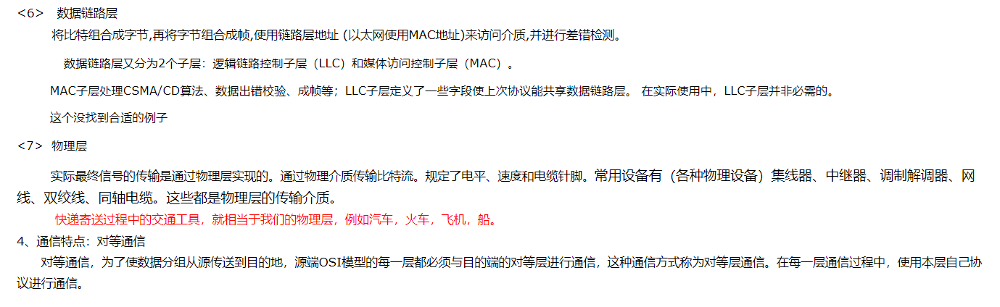 <6> 数据链路层
将比特组合成字节,再将字节组合成帧,使用链路层地址 (以太网使用MAC地址)来访问介质,并进行差错检测。
数据链路层又分为2个子层：逻辑链路控制子层（LLC）和媒体访问控制子层（MAC）。
MAC子层处理CSMA/CD算法、数据出错校验、成帧等；LLC子层定义了一些字段使上次协议能共享数据链路层。 在实际使用中，LLC子层并非必需的。
这个没找到合适的例子
<7> 物理层
实际最终信号的传输是通过物理层实现的。通过物理介质传输比特流。规定了电平、速度和电缆针脚。常用设备有（各种物理设备）集线器、中继器、调制解调器、网
线、双绞线、同轴电缆。这些都是物理层的传输介质。
快递寄送过程中的交通工具，就相当于我们的物理层，例如汽车，火车，飞机，船。
4、通信特点：对等通信
对等通信，为了使数据分组从源传送到目的地，源端OSI模型的每一层都必须与目的端的对等层进行通信，这种通信方式称为对等层通信。在每一层通信过程中，使用本层自己协
议进行通信。